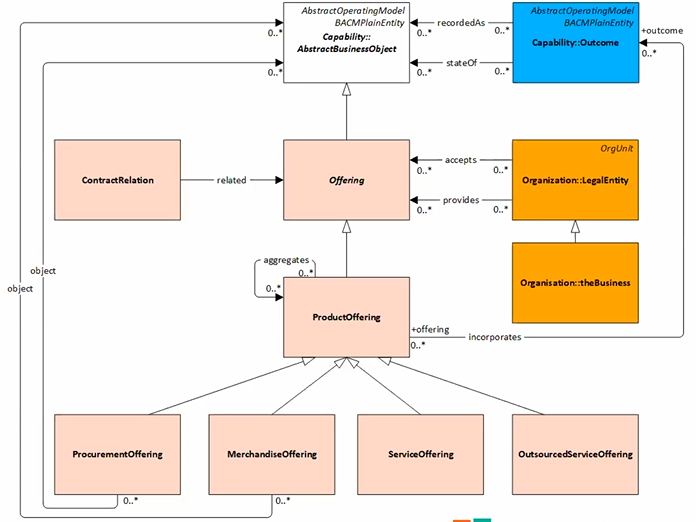 AbstractOperatingModel
BACMPlainEntity
Capability::
AbstractBusinessObject
0..*
0..*
0..*
recordedAs
0..*
0..*
stateOf
0..*
AbstractOperatingModel
BACMPlainEntity
Capability::Outcome
+outcome
0..*
ContractRelation
related
Offering
accepts
0..*
0..*
provides
0..*
0..*
OrgUnit
Organization::LegalEntity
Organisation::theBusiness
object
object
aggregates
0..*
0..*
ProductOffering
+offering
0..*
incorporates
ProcurementOffering
MerchandiseOffering
ServiceOffering
OutsourcedServiceOffering
0..*
0..*